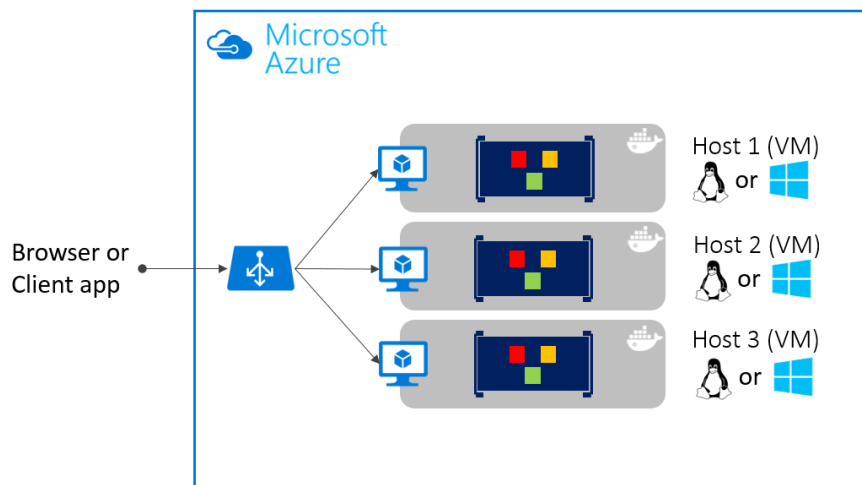 Microsoft
Azure
Host 1 (VM)
or
Browser or
Client app
Host 2 (VM)
or
Host 3 (VM)
or